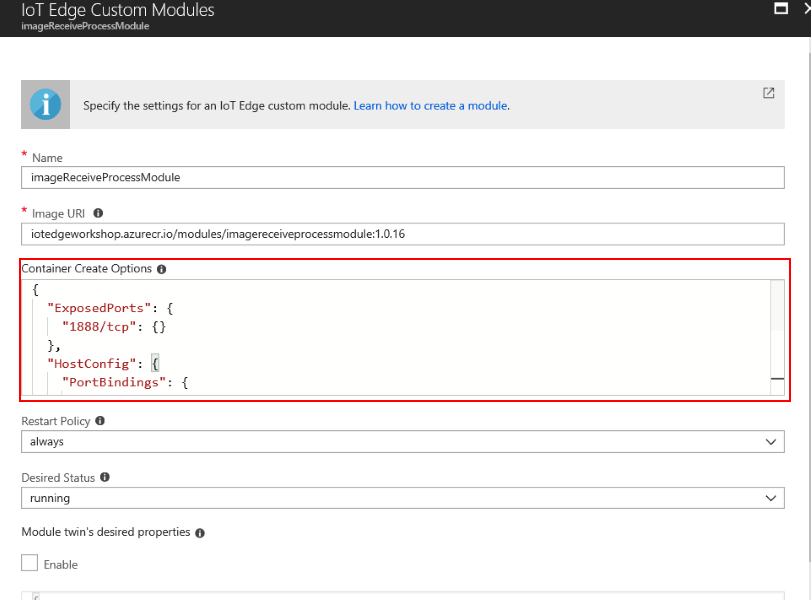 IoT Edge Custom Modules
imageReceiveProcessModule
Specify the settings for an IoT Edge custom module. Learn how to create a module.
* Name
imageReceiveProcessModule
* Image URI
iotedgeworkshop.azurecr.io/modules/imagereceiveprocessmodule:1.0.16
Container Create Options
{
"ExposedPorts": {
"1888/tcp": {}
},
"HostConfig": {
"PortBindings": {
Restart Policy
always
Desired Status
running
Module twin's desired properties
Enable
{